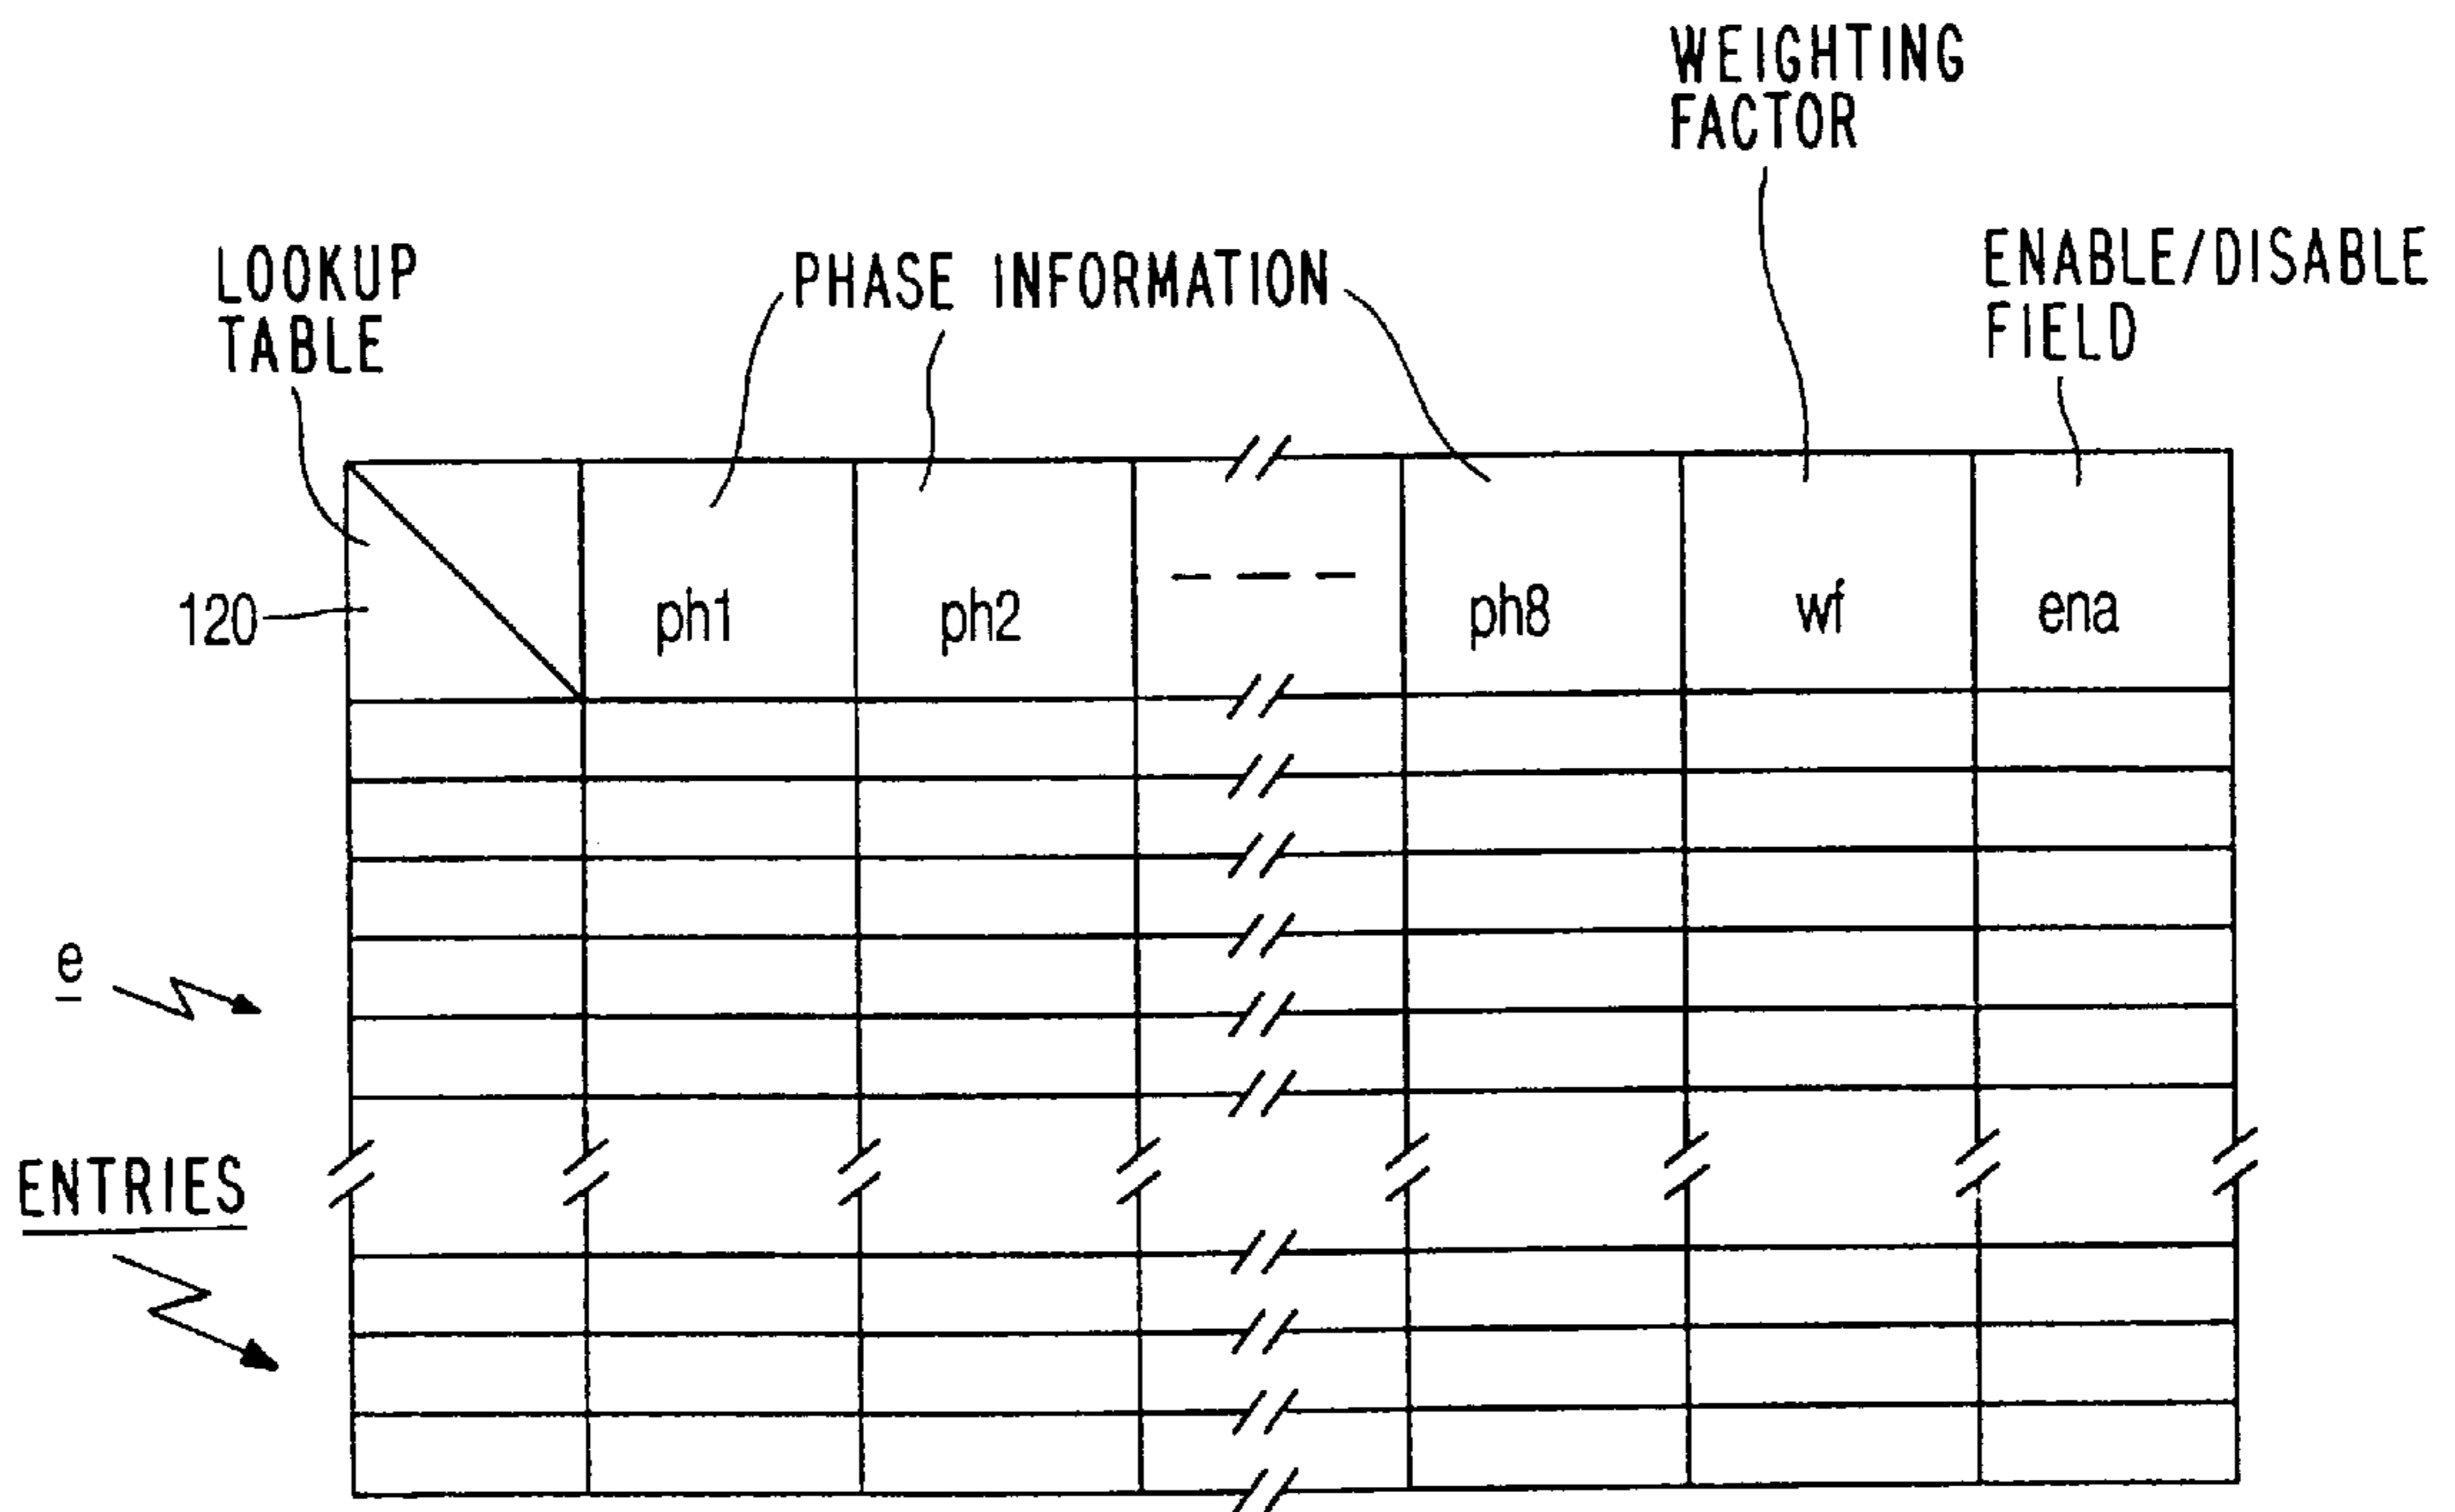 WEIGHTING
FACTOR
LOOKUP
TABLE
PHASE INFORMATION
ENABLE/DISABLE
FIELD
120
ph1
ph2
ph8
wf
ena
e
ENTRIES